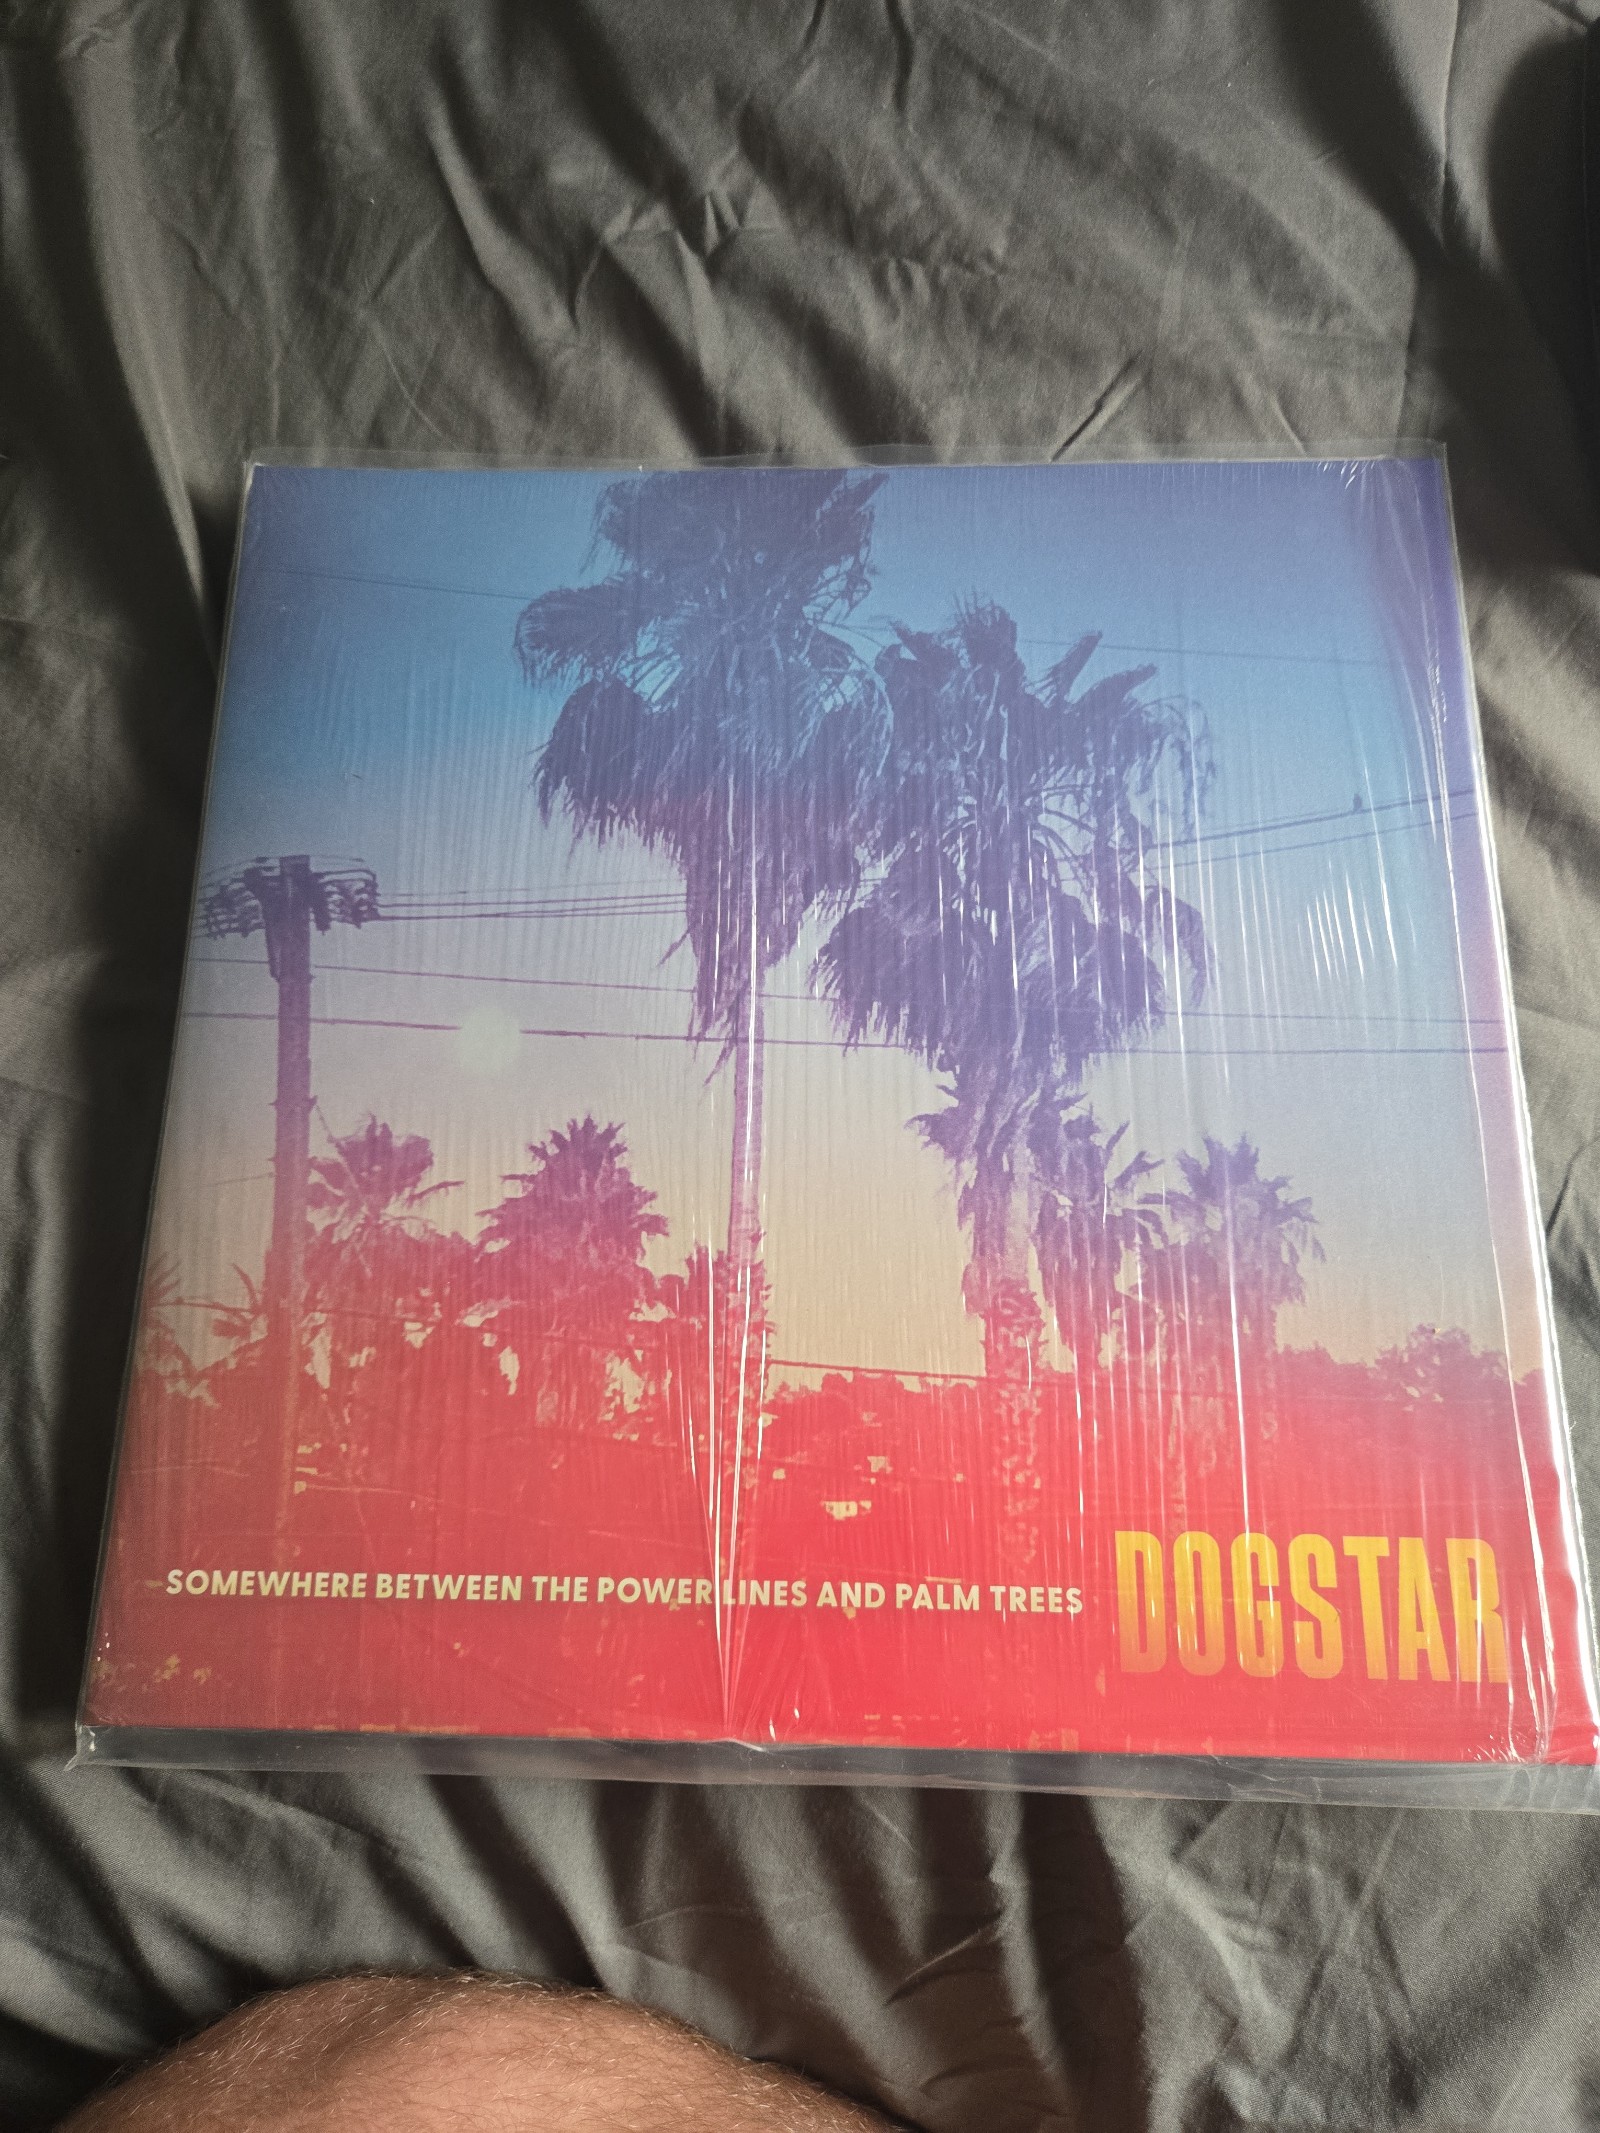 SOMEWHERE BETWEEN THE POWER LINES AND PALM TREES
DOGSTAR